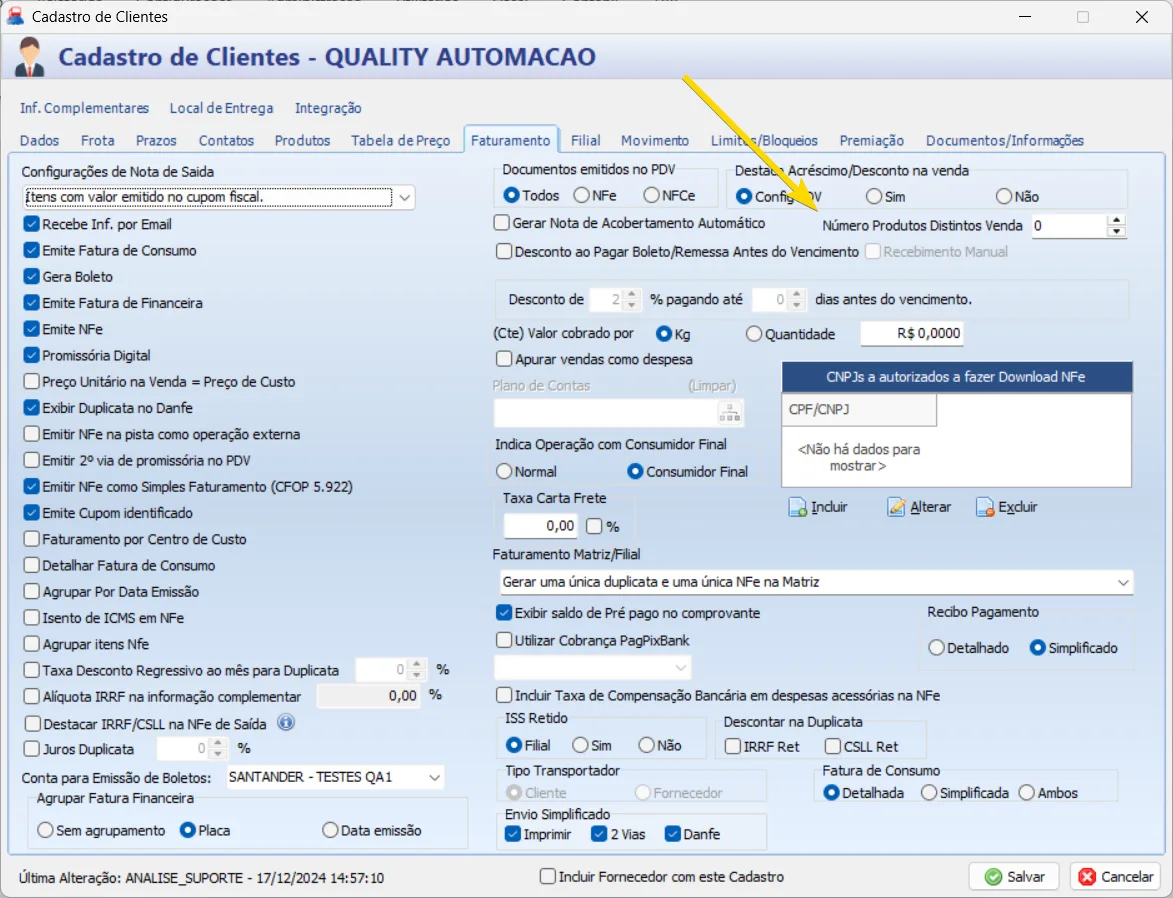 Cadastro de Clientes
Cadastro de Clientes - QUALITY AUTOMACAO
Inf. Complementares Local de Entrega Integração
Dados Frota Prazos Contatos Produtos Tabela de Preço Faturamento Filial Movimento Limites/Bloqueios Premiação Documentos/Informações
Configurações de Nota de Saida
Itens com valor emitido no cupom fiscal.
Recebe Inf. por Email
Emite Fatura de Consumo
Gera Boleto
Emite Fatura de Financeira
Emite NFe
Promissória Digital
Preço Unitário na Venda = Preço de Custo
Exibir Duplicata no Danfe
Emitir NFe na pista como operação externa
Emitir 2º via de promissória no PDV
Emitir NFe como Simples Faturamento (CFOP 5.922)
Emite Cupom identificado
Faturamento por Centro de Custo
Detalhar Fatura de Consumo
Agrupar Por Data Emissão
Isento de ICMS em NFe
Agrupar itens Nfe
Taxa Desconto Regressivo ao mês para Duplicata 0 %
Alíquota IRRF na informação complementar 0,00 %
Destacar IRRF/CSLL na NFe de Saída
Juros Duplicata 0 %
Conta para Emissão de Boletos: SANTANDER - TESTES QA1
Agrupar Fatura Financeira
Sem agrupamento Placa Data emissão
Documentos emitidos no PDV
Todos NFe NFCe
Destaca Acréscimo/Desconto na venda
Config PDV Sim Não
Gerar Nota de Acobertamento Automático
Número Produtos Distintos Venda 0
Desconto ao Pagar Boleto/Remessa Antes do Vencimento Recebimento Manual
Desconto de 2 % pagando até 0 dias antes do vencimento.
(Cte) Valor cobrado por Kg Quantidade R$ 0,0000
Apurar vendas como despesa
Plano de Contas (Limpar)
CNPJs a autorizados a fazer Download NFe
CPF/CNPJ
<Não há dados para
mostrar>
Incluir Alterar Excluir
Indica Operação com Consumidor Final
Normal Consumidor Final
Taxa Carta Frete
0,00 %
Faturamento Matriz/Filial
Gerar uma única duplicata e uma única NFe na Matriz
Exibir saldo de Pré pago no comprovante
Utilizar Cobrança PagPixBank
Recibo Pagamento
Detalhado Simplificado
Incluir Taxa de Compensação Bancária em despesas acessórias na NFe
ISS Retido
Filial Sim Não
Descontar na Duplicata
IRRF Ret CSLL Ret
Tipo Transportador
Cliente Fornecedor
Fatura de Consumo
Detalhada Simplificada Ambos
Envio Simplificado
Imprimir 2 Vias Danfe
Última Alteração: ANALISE_SUPORTE - 17/12/2024 14:57:10
Incluir Fornecedor com este Cadastro
Salvar Cancelar